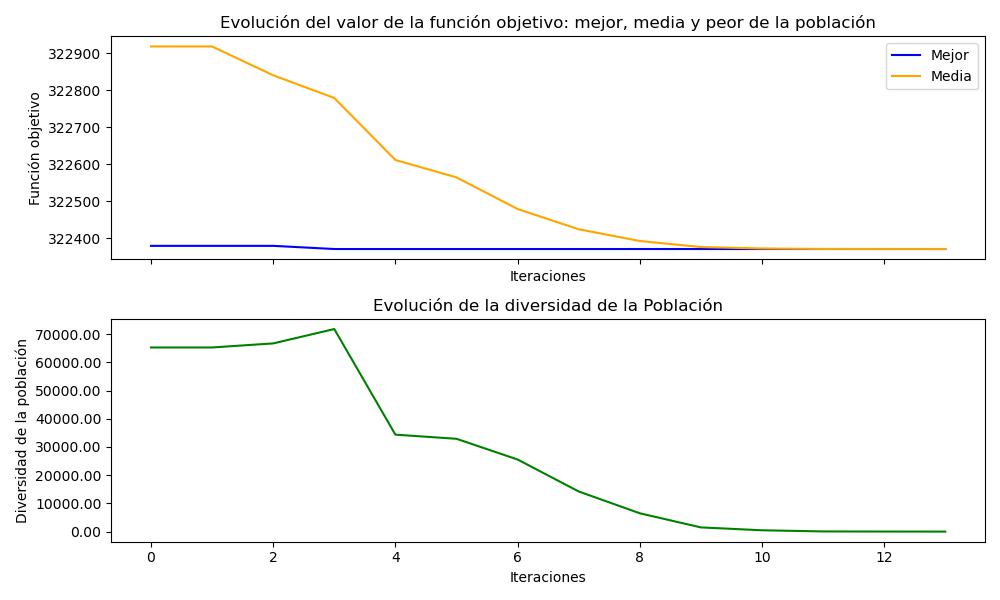 Evolución del valor de la función objetivo: mejor, media y peor de la población
Función objetivo
322900
322800
322700
322600
322500
322400
Mejor
Media
Iteraciones
Evolución de la diversidad de la Población
Diversidad de la población
70000.00
60000.00
50000.00
40000.00
30000.00
20000.00
10000.00
0.00
0 2 4 6 8 10 12
Iteraciones